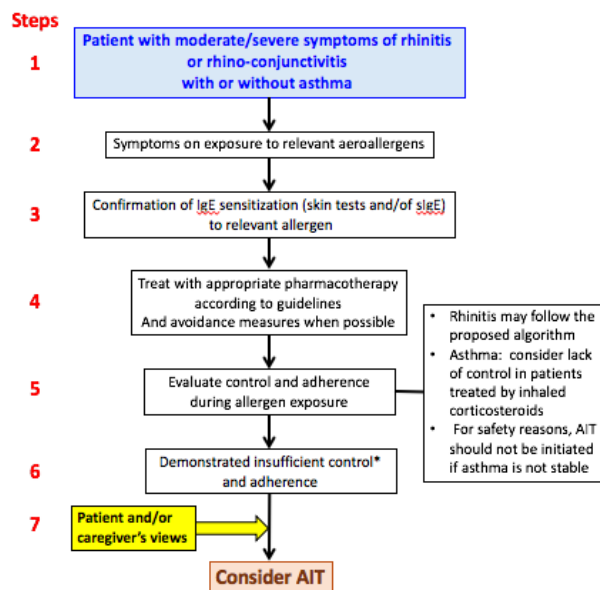 Steps
1
Patient with moderate/severe symptoms of rhinitis
or rhino-conjunctivitis
with or without asthma
2
Symptoms on exposure to relevant aeroallergens
3
Confirmation of IgE sensitization (skin tests and/of sIgE)
to relevant allergen
4
Treat with appropriate pharmacotherapy
according to guidelines
And avoidance measures when possible
5
Evaluate control and adherence
during allergen exposure
• Rhinitis may follow the
proposed algorithm
• Asthma: consider lack
of control in patients
treated by inhaled
corticosteroids
• For safety reasons, AIT
should not be initiated
if asthma is not stable
6
Demonstrated insufficient control*
and adherence
7
Patient and/or
caregiver's views
Consider AIT